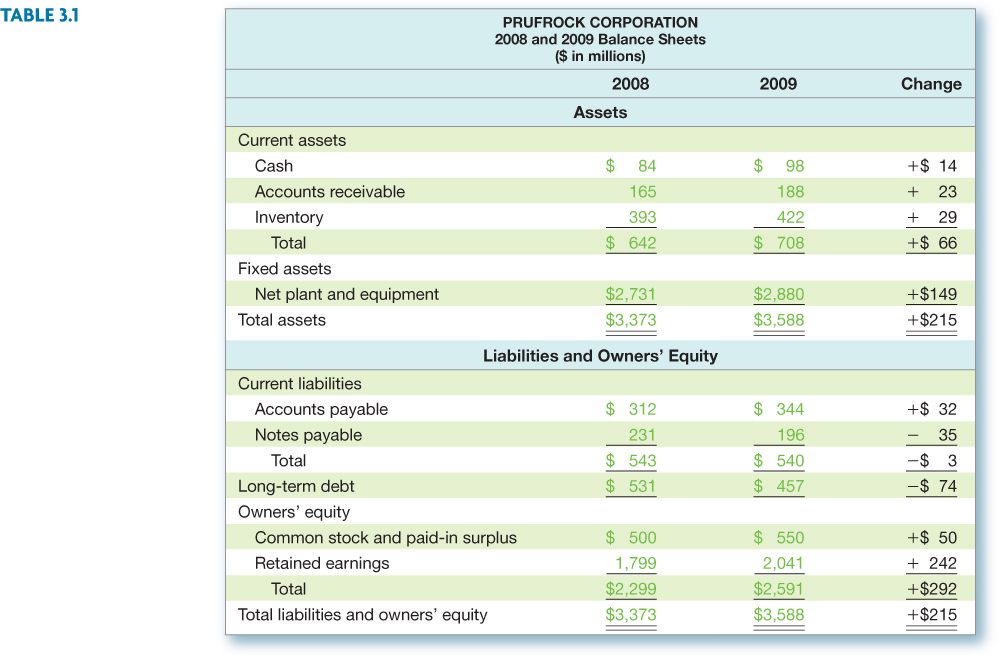 TABLE 3.1
PRUFROCK CORPORATION
2008 and 2009 Balance Sheets
($ in millions)
2008 2009 Change
Assets
Current assets
Cash $ 84 $ 98 +$ 14
Accounts receivable 165 188 + 23
Inventory 393 422 + 29
Total $ 642 $ 708 +$ 66
Fixed assets
Net plant and equipment $2,731 $2,880 +$149
Total assets $3,373 $3,588 +$215
Liabilities and Owners’ Equity
Current liabilities
Accounts payable $ 312 $ 344 +$ 32
Notes payable 231 196 − 35
Total $ 543 $ 540 −$ 3
Long-term debt $ 531 $ 457 −$ 74
Owners’ equity
Common stock and paid-in surplus $ 500 $ 550 +$ 50
Retained earnings 1,799 2,041 + 242
Total $2,299 $2,591 +$292
Total liabilities and owners’ equity $3,373 $3,588 +$215